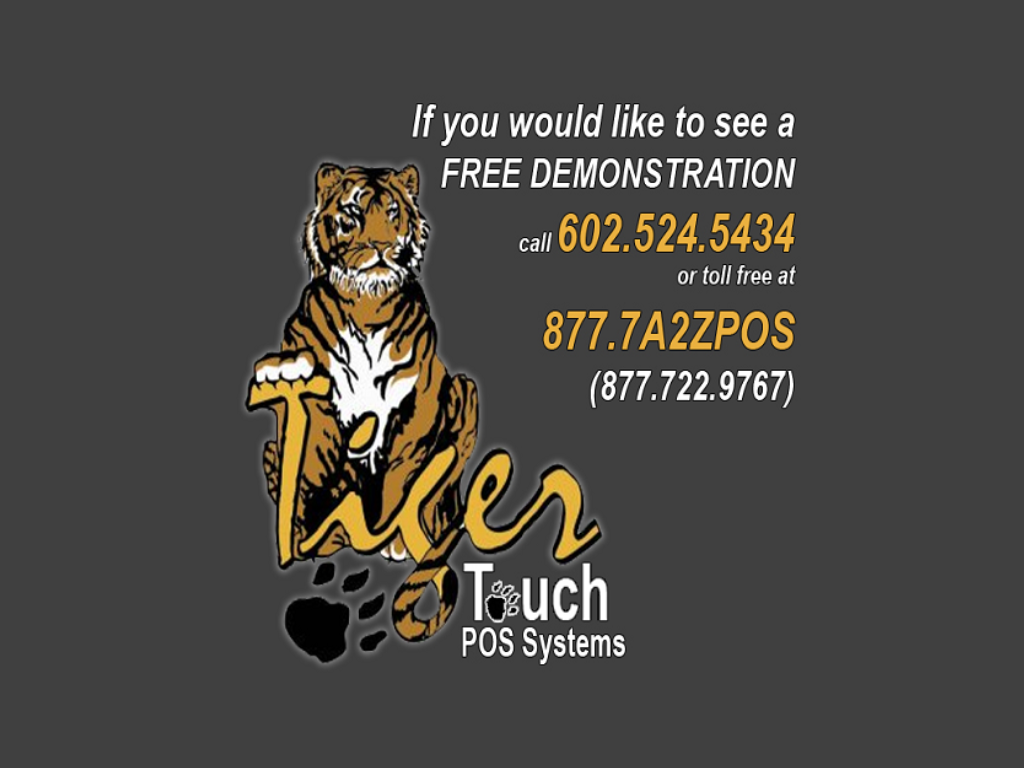 If you would like to see a
FREE DEMONSTRATION
call 602.524.5434
or toll free at
877.7A2ZPOS
(877.722.9767)
Tiger
Touch
POS Systems